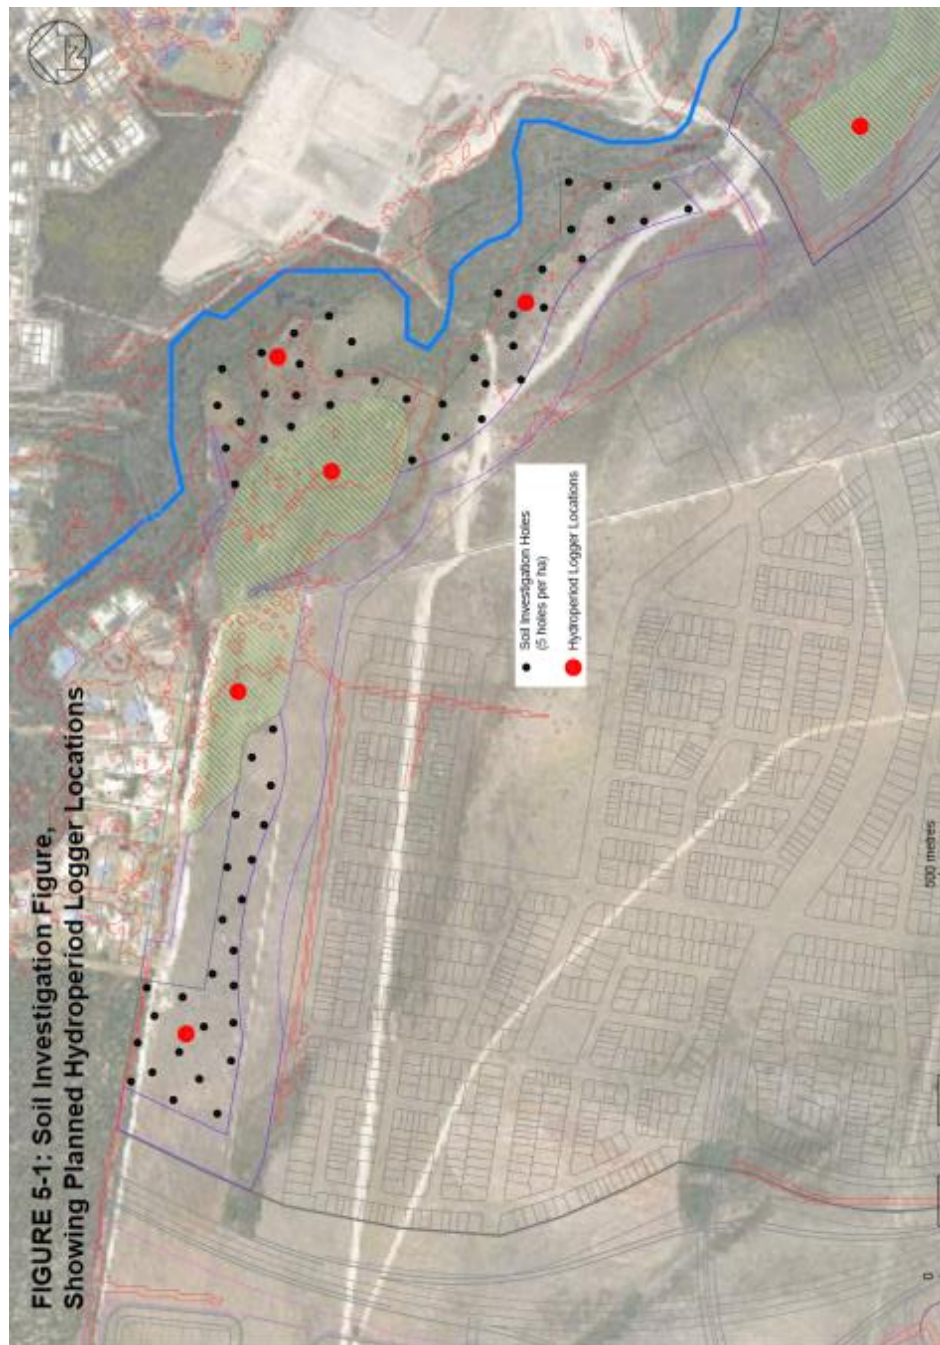 FIGURE 5-1: Soil Investigation Figure,
Showing Planned Hydroperiod Logger Locations
N
Soil Investigation Holes
(5 holes per ha)
Hydroperiod Logger Locations
0
500 metres